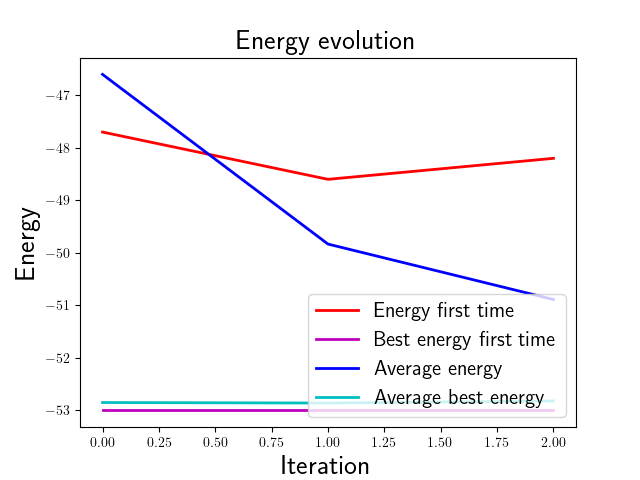 Energy evolution
Energy
−47
−48
−49
−50
−51
−52
−53
Energy first time
Best energy first time
Average energy
Average best energy
0.00 0.25 0.50 0.75 1.00 1.25 1.50 1.75 2.00
Iteration